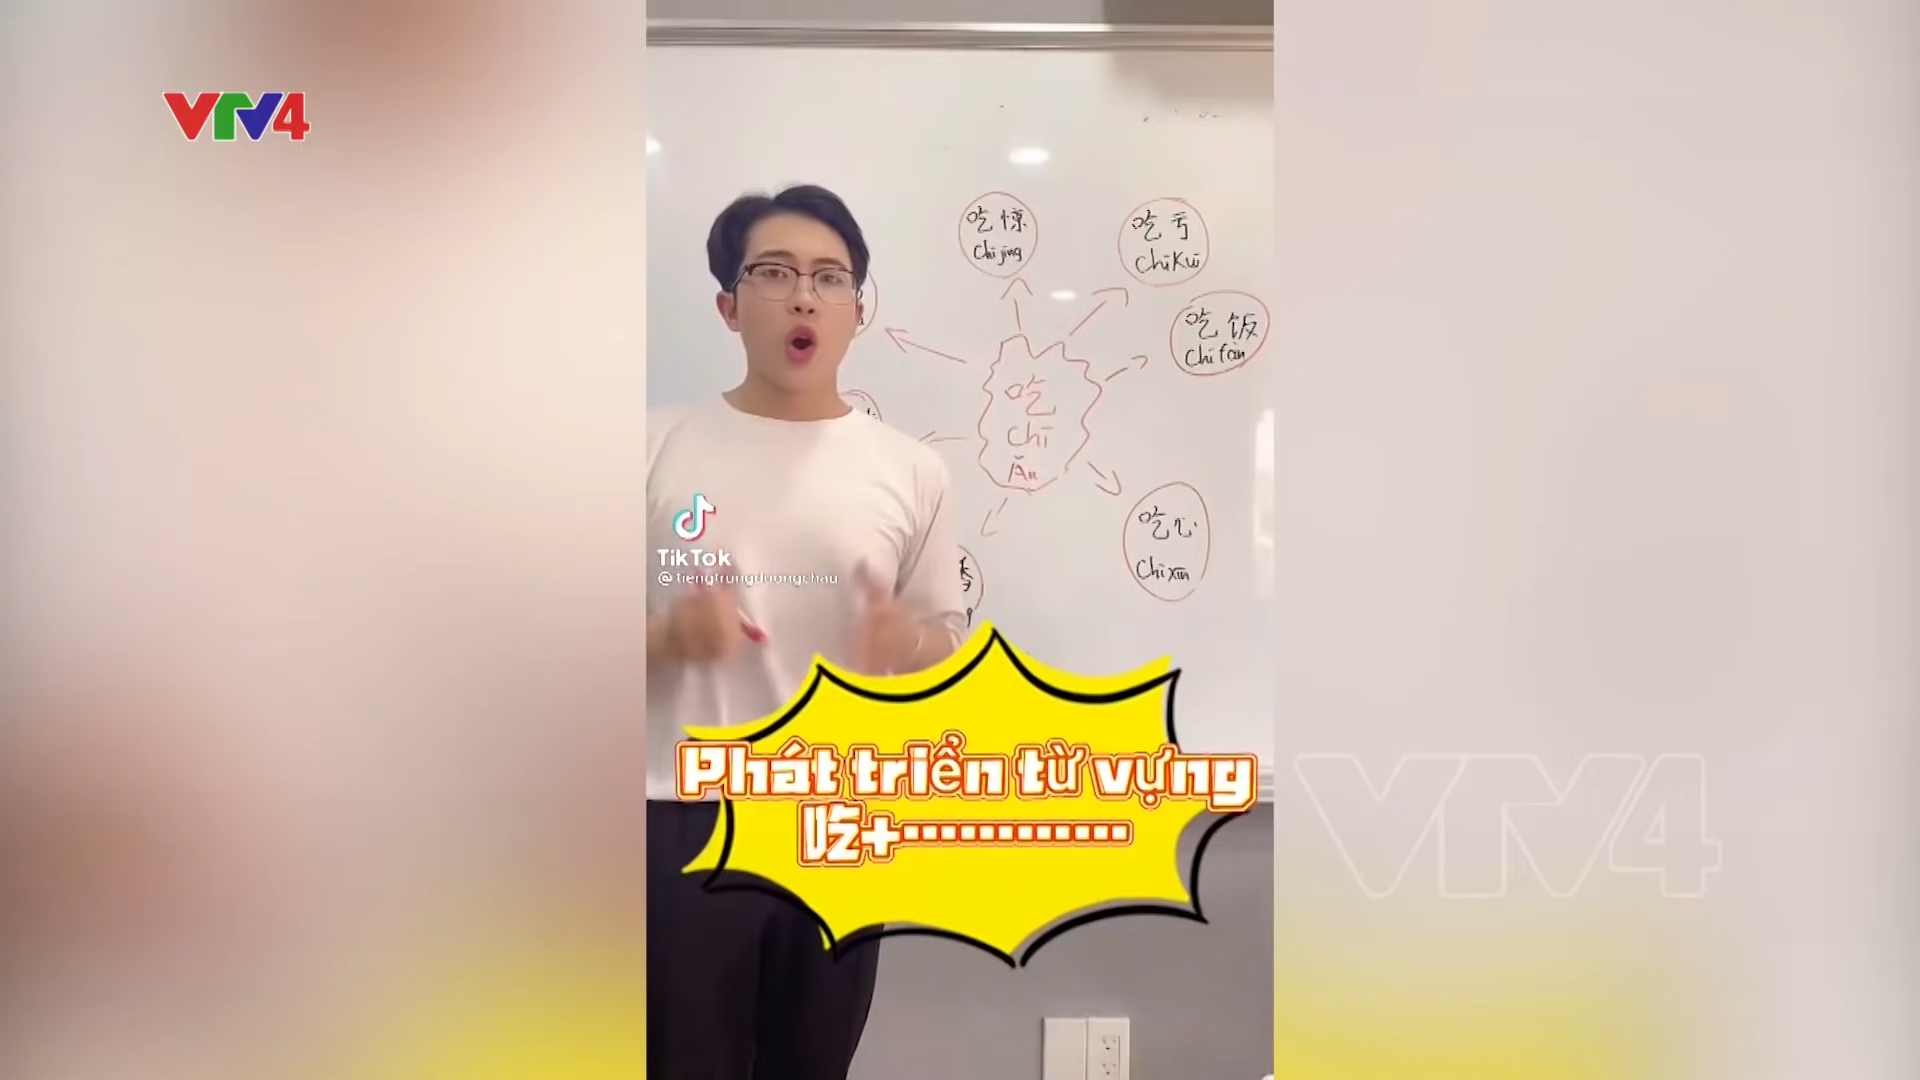 VTV4
吃惊
Chī jīng
吃亏
Chī Kuī
吃饭
Chī fàn
吃
Chī
Ăn
吃心
Chī xīn
TikTok
@tiengtrungduongchau
Phát triển từ vựng
吃+............
VTV4